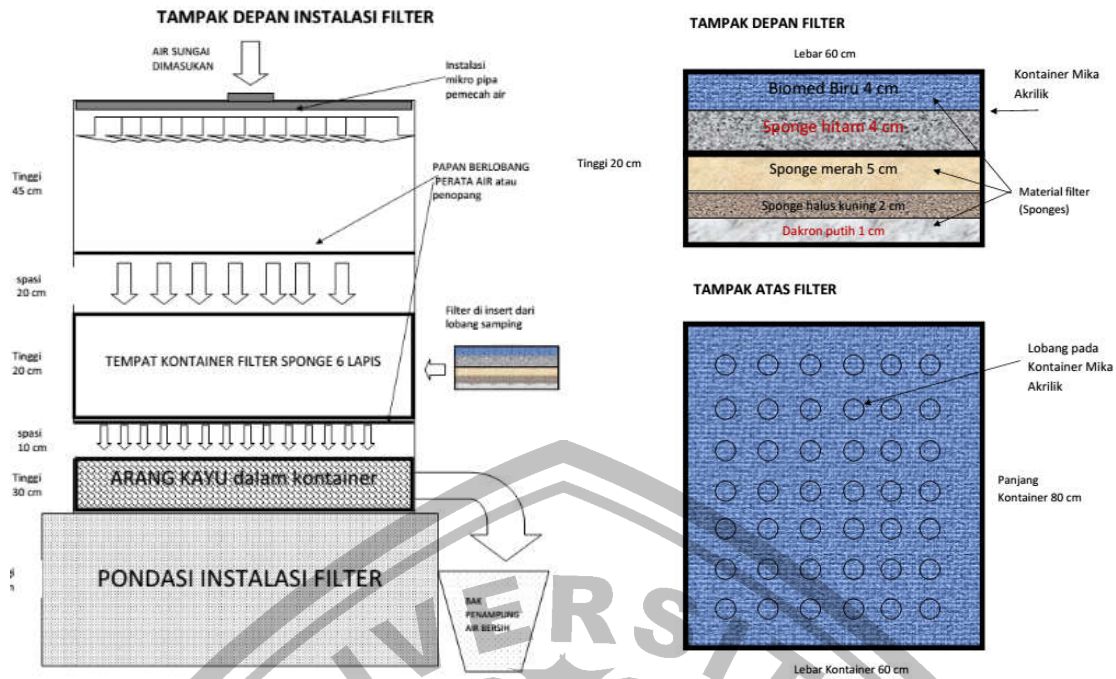 TAMPAK DEPAN INSTALASI FILTER
AIR SUNGAI
DIMASUKAN
Instalasi
mikro pipa
pemecah air
Tinggi
45 cm
PAPAN BERLOBANG
PERATA AIR atau
penopang
spasi
20 cm
Filter di insert dari
lobang samping
Tinggi
20 cm
TEMPAT KONTAINER FILTER SPONGE 6 LAPIS
spasi
10 cm
Tinggi
30 cm
ARANG KAYU dalam kontainer
PONDASI INSTALASI FILTER
BAK
PENAMPUNG
AIR BERSIH
TAMPAK DEPAN FILTER
Lebar 60 cm
Kontainer Mika
Akrilik
Biomed Biru 4 cm
Sponge hitam 4 cm
Tinggi 20 cm
Sponge merah 5 cm
Sponge halus kuning 2 cm
Dakron putih 1 cm
Material filter
(Sponges)
TAMPAK ATAS FILTER
Lobang pada
Kontainer Mika
Akrilik
Panjang
Kontainer 80 cm
Lebar Kontainer 60 cm
VERSIT